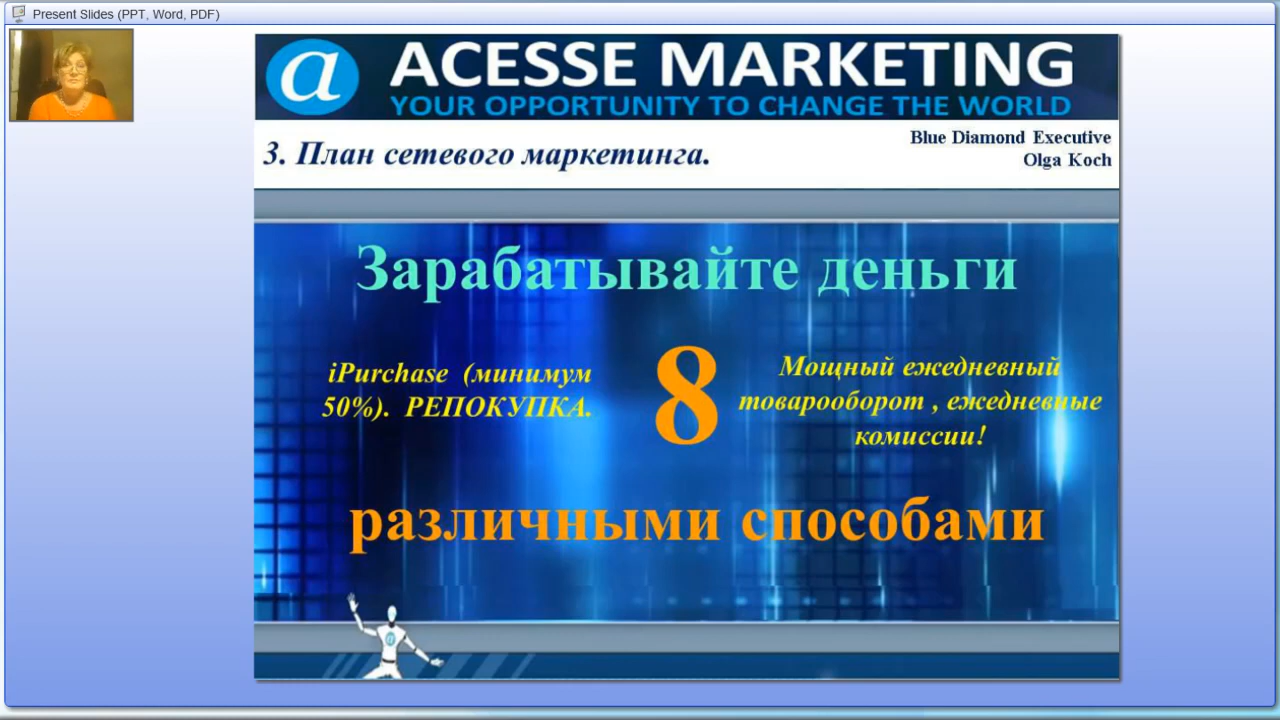 Present Slides (PPT, Word, PDF)
a ACESSE MARKETING
YOUR OPPORTUNITY TO CHANGE THE WORLD
Blue Diamond Executive
Olga Koch
3. План сетевого маркетинга.
Зарабатывайте деньги
iPurchase (минимум
50%). РЕПОКУПКА.
8
Мощный ежедневный
товарооборот , ежедневные
комиссии!
различными способами
a